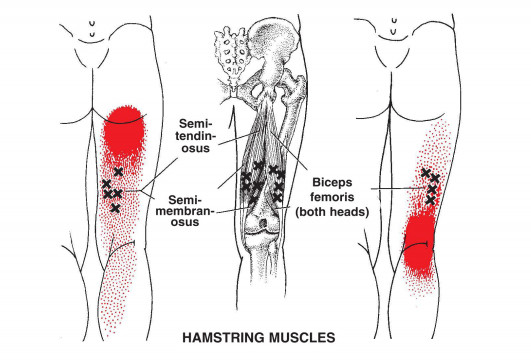 Semi-
tendin-
osus
Semi-
membran-
osus
Biceps
femoris
(both heads)
HAMSTRING MUSCLES